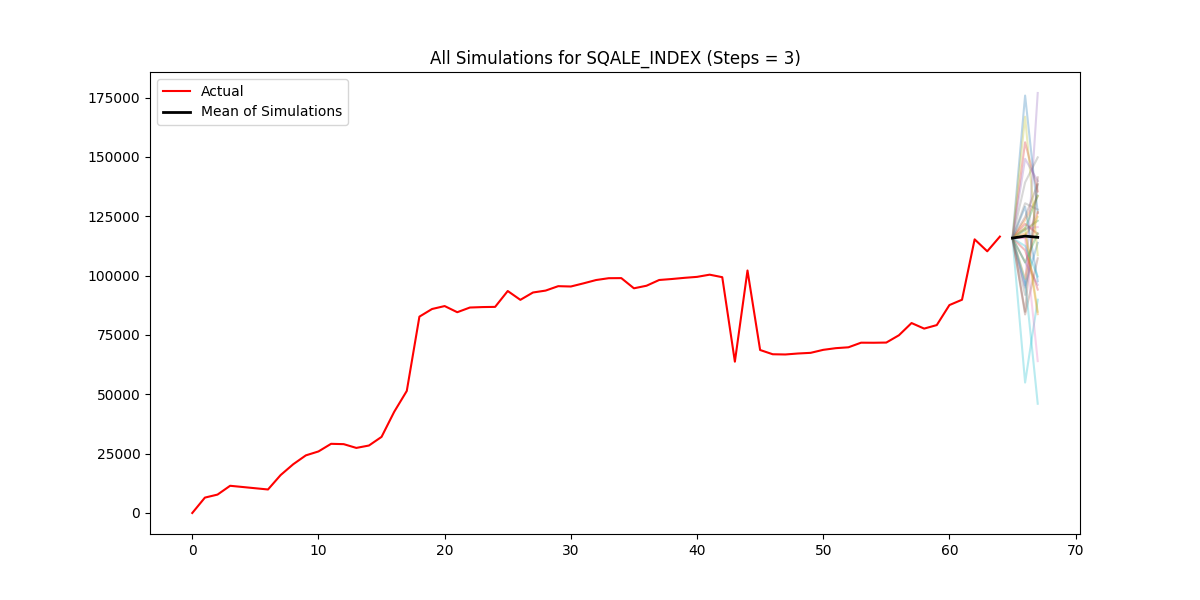 All Simulations for SQALE_INDEX (Steps = 3)
Actual
Mean of Simulations
175000
150000
125000
100000
75000
50000
25000
0
0 10 20 30 40 50 60 70